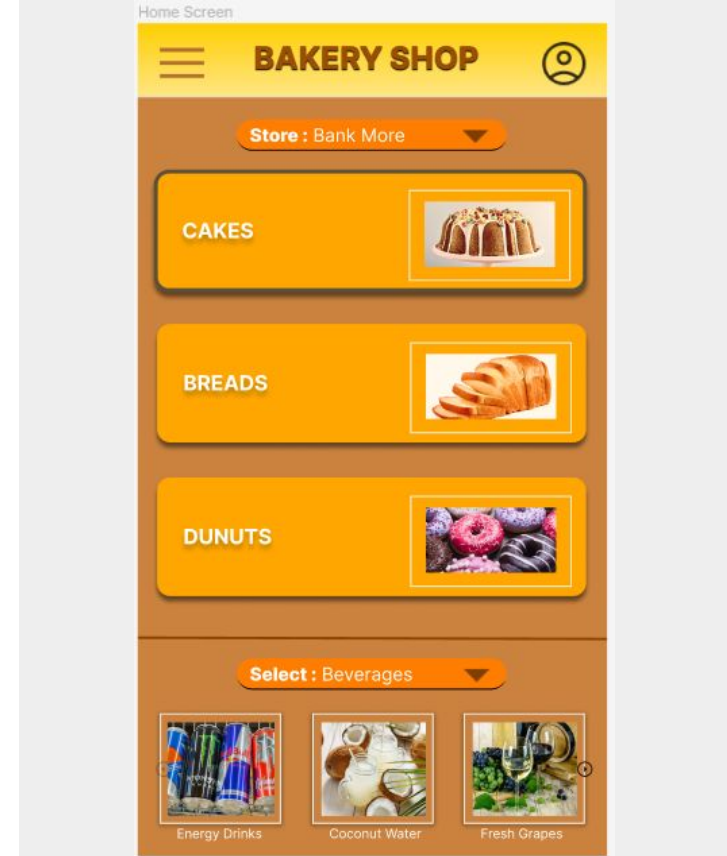 Home Screen
BAKERY SHOP
Store : Bank More
CAKES
BREADS
DUNUTS
Select : Beverages
Energy Drinks
Coconut Water
Fresh Grapes